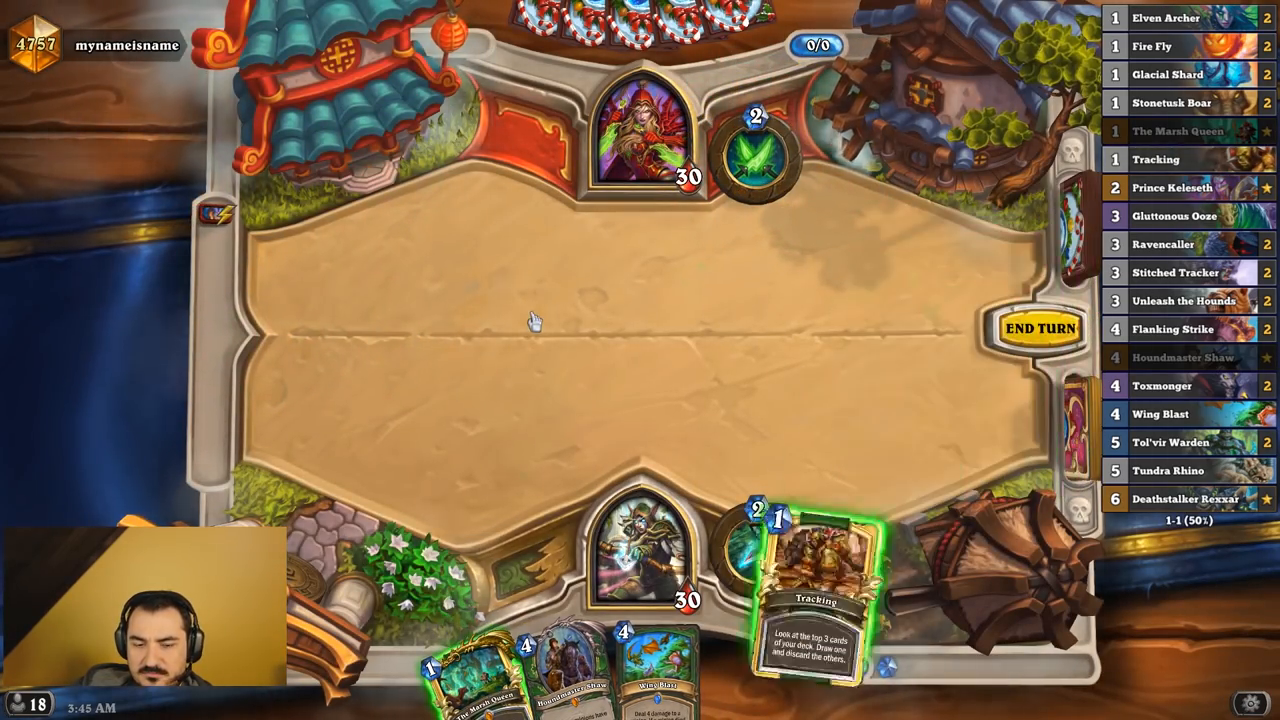 4757
mynameisname
0/0
2
30
END TURN
30
2
1
Tracking
Look at the top 3 cards
of your deck. Draw one
and discard the others.
1
The Marsh Queen
4
Houndmaster Shaw
4
Wing Blast
Deal 4 damage to a
18
3:45 AM
1 Elven Archer 2
1 Fire Fly 2
1 Glacial Shard 2
1 Stonetusk Boar 2
1 The Marsh Queen
1 Tracking
2 Prince Keleseth
3 Gluttonous Ooze
3 Ravencaller 2
3 Stitched Tracker 2
3 Unleash the Hounds 2
4 Flanking Strike 2
4 Houndmaster Shaw
4 Toxmonger 2
4 Wing Blast
5 Tol'vir Warden 2
5 Tundra Rhino
6 Deathstalker Rexxar
1-1 (50%)